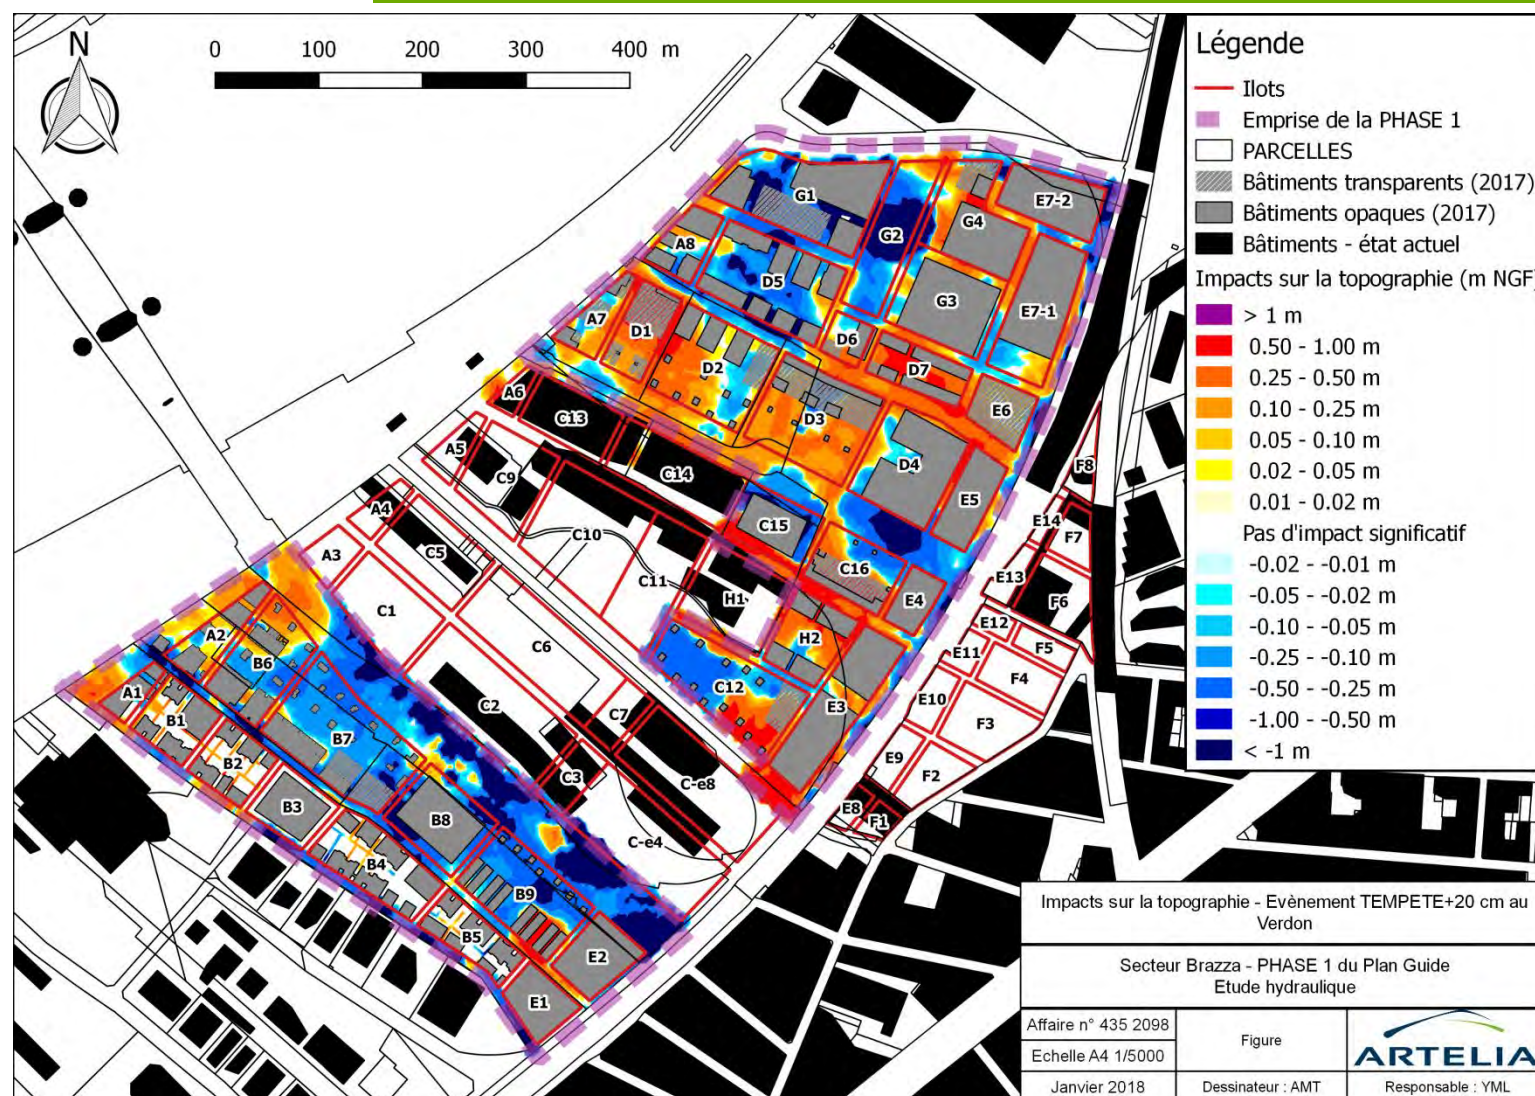 N
0 100 200 300 400 m
Légende
Ilots
Emprise de la PHASE 1
PARCELLES
Bâtiments transparents (2017)
Bâtiments opaques (2017)
Bâtiments - état actuel
Impacts sur la topographie (m NGF)
> 1 m
0.50 - 1.00 m
0.25 - 0.50 m
0.10 - 0.25 m
0.05 - 0.10 m
0.02 - 0.05 m
0.01 - 0.02 m
Pas d'impact significatif
-0.02 - -0.01 m
-0.05 - -0.02 m
-0.10 - -0.05 m
-0.25 - -0.10 m
-0.50 - -0.25 m
-1.00 - -0.50 m
< -1 m
G1
E7-2
G4
G2
A8
D5
G3
E7-1
A7
D1
D6
D2
D7
A6
E6
C13
D3
A5
C9
C14
D4
F8
E5
A4
C15
E14
C10
F7
A3
C5
C16
C11
E13
C1
H1
E4
F6
E12
A2
H2
C6
E11
F5
B6
F4
A1
C12
E10
C2
C7
E3
B1
F3
B7
B2
E9
C3
C-e8
F2
B3
B8
E8
F1
C-e4
B4
B9
B5
E2
E1
Impacts sur la topographie - Evènement TEMPETE+20 cm au
Verdon
Secteur Brazza - PHASE 1 du Plan Guide
Etude hydraulique
Affaire n° 435 2098
Figure
Echelle A4 1/5000
ARTELIA
Janvier 2018
Dessinateur : AMT
Responsable : YML